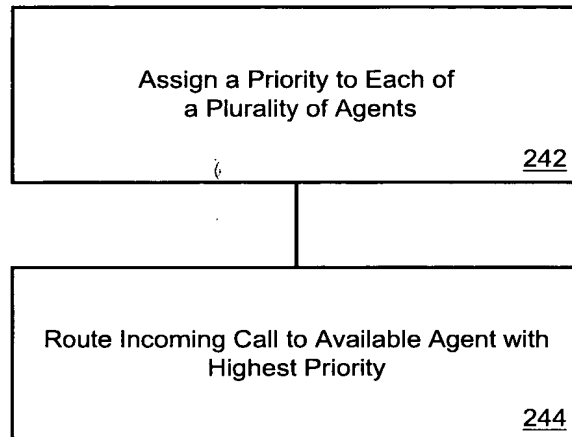 Assign a Priority to Each of
a Plurality of Agents
242
Route Incoming Call to Available Agent with
Highest Priority
244